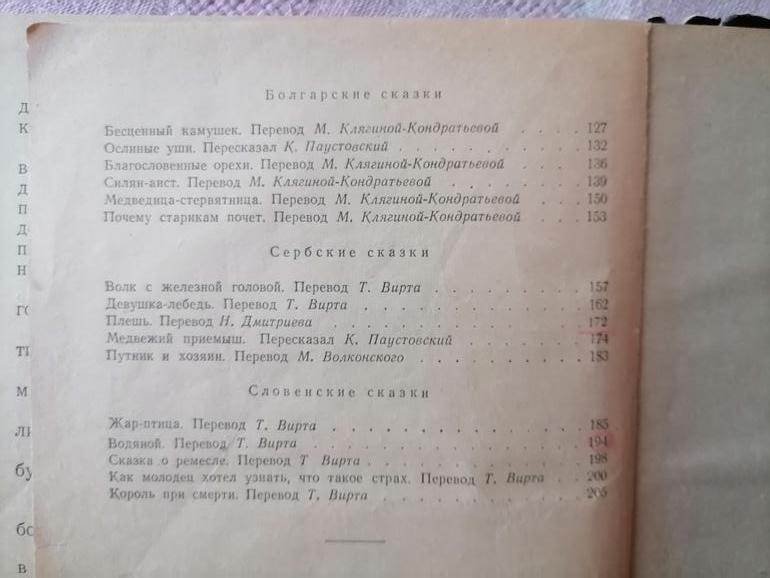 Болгарские сказки
Бесценный камушек. Перевод М. Клягиной-Кондратьевой . . . . 127
Ослиные уши. Пересказал К. Паустовский . . . . . . . . . 132
Благословенные орехи. Перевод М. Клягиной-Кондратьевой . . . 136
Силян-аист. Перевод М. Клягиной-Кондратьевой . . . . . . 139
Медведица-стервятница. Перевод М. Клягиной-Кондратьевой . . . 150
Почему старикам почет. Перевод М. Клягиной-Кондратьевой . . . 153
Сербские сказки
Волк с железной головой. Перевод Т. Вирта . . . . . . . . 157
Девушка-лебедь. Перевод Т. Вирта . . . . . . . . . . . 162
Плешь. Перевод Н. Дмитриева . . . . . . . . . . . . . 172
Медвежий приемыш. Пересказал К. Паустовский . . . . . . 174
Путник и хозяин. Перевод М. Волконского . . . . . . . . . 183
Словенские сказки
Жар-птица. Перевод Т. Вирта . . . . . . . . . . . . . 185
Водяной. Перевод Т. Вирта . . . . . . . . . . . . . . 194
Сказка о ремесле. Перевод Т Вирта . . . . . . . . . . . 198
Как молодец хотел узнать, что такое страх. Перевод Т. Вирта . . 200
Король при смерти. Перевод Т. Вирта . . . . . . . . . . . 205